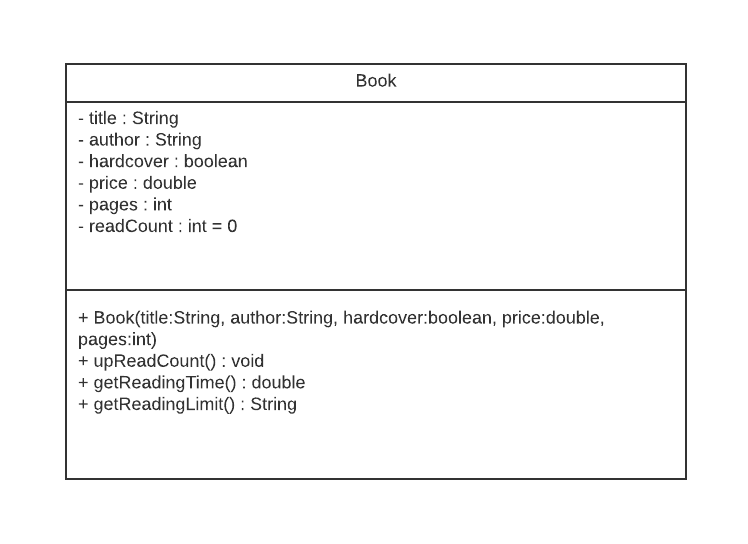 Book
- title : String
- author : String
- hardcover : boolean
- price : double
- pages : int
- readCount : int = 0
+ Book(title:String, author:String, hardcover:boolean, price:double,
pages:int)
+ upReadCount() : void
+ getReadingTime() : double
+ getReadingLimit() : String